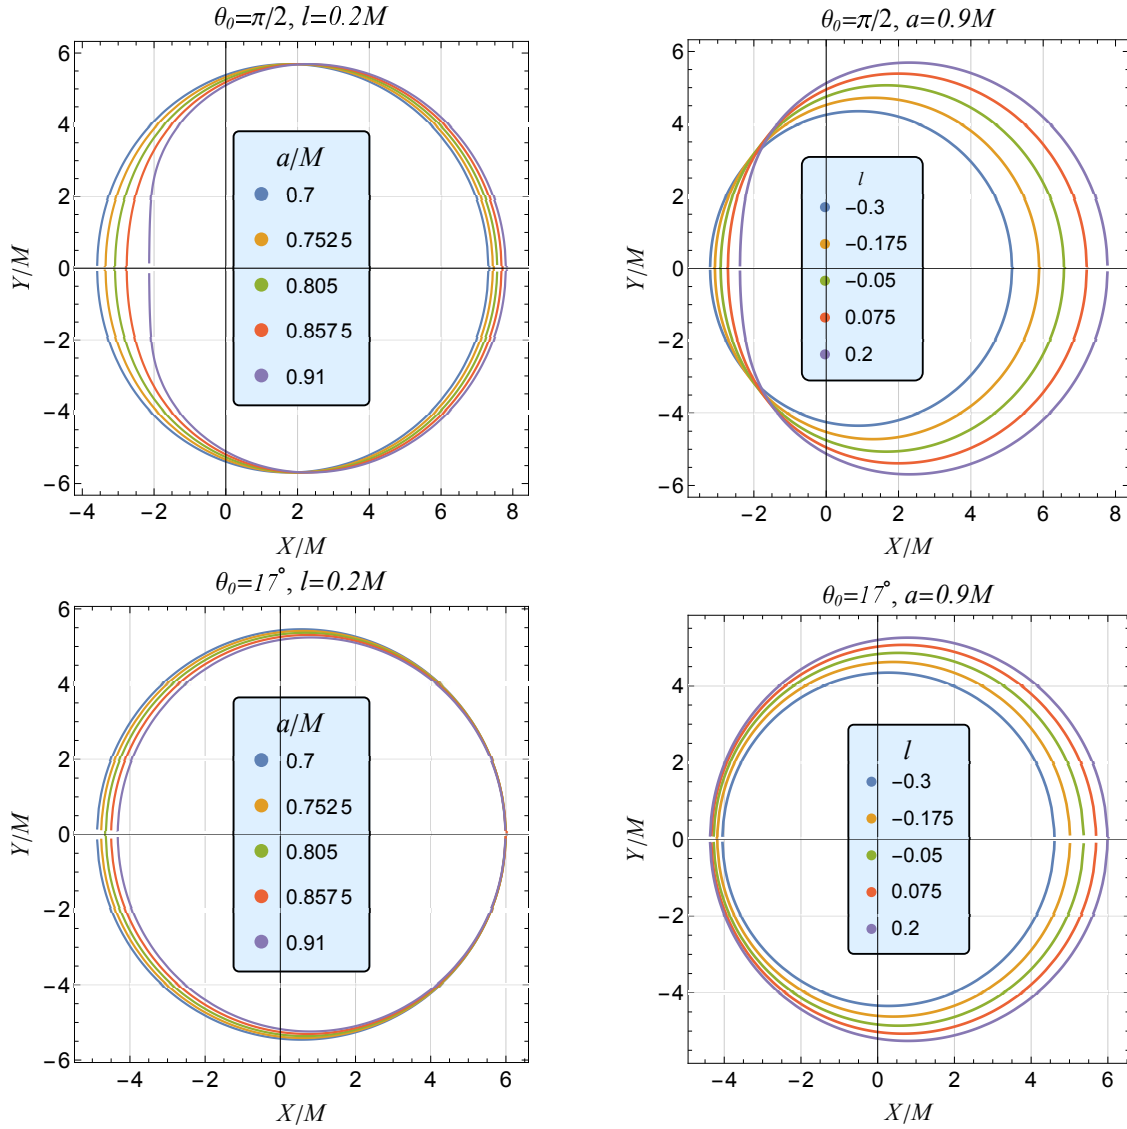 θ₀=π/2, l=0.2M
Y/M
6
4
2
0
−2
−4
−6
a/M
0.7
0.7525
0.805
0.8575
0.91
−4 −2 0 2 4 6 8
X/M
θ₀=π/2, a=0.9M
Y/M
6
4
2
0
−2
−4
−6
l
−0.3
−0.175
−0.05
0.075
0.2
−2 0 2 4 6 8
X/M
θ₀=17°, l=0.2M
Y/M
6
4
2
0
−2
−4
−6
a/M
0.7
0.7525
0.805
0.8575
0.91
−4 −2 0 2 4 6
X/M
θ₀=17°, a=0.9M
Y/M
4
2
0
−2
−4
l
−0.3
−0.175
−0.05
0.075
0.2
−4 −2 0 2 4 6
X/M